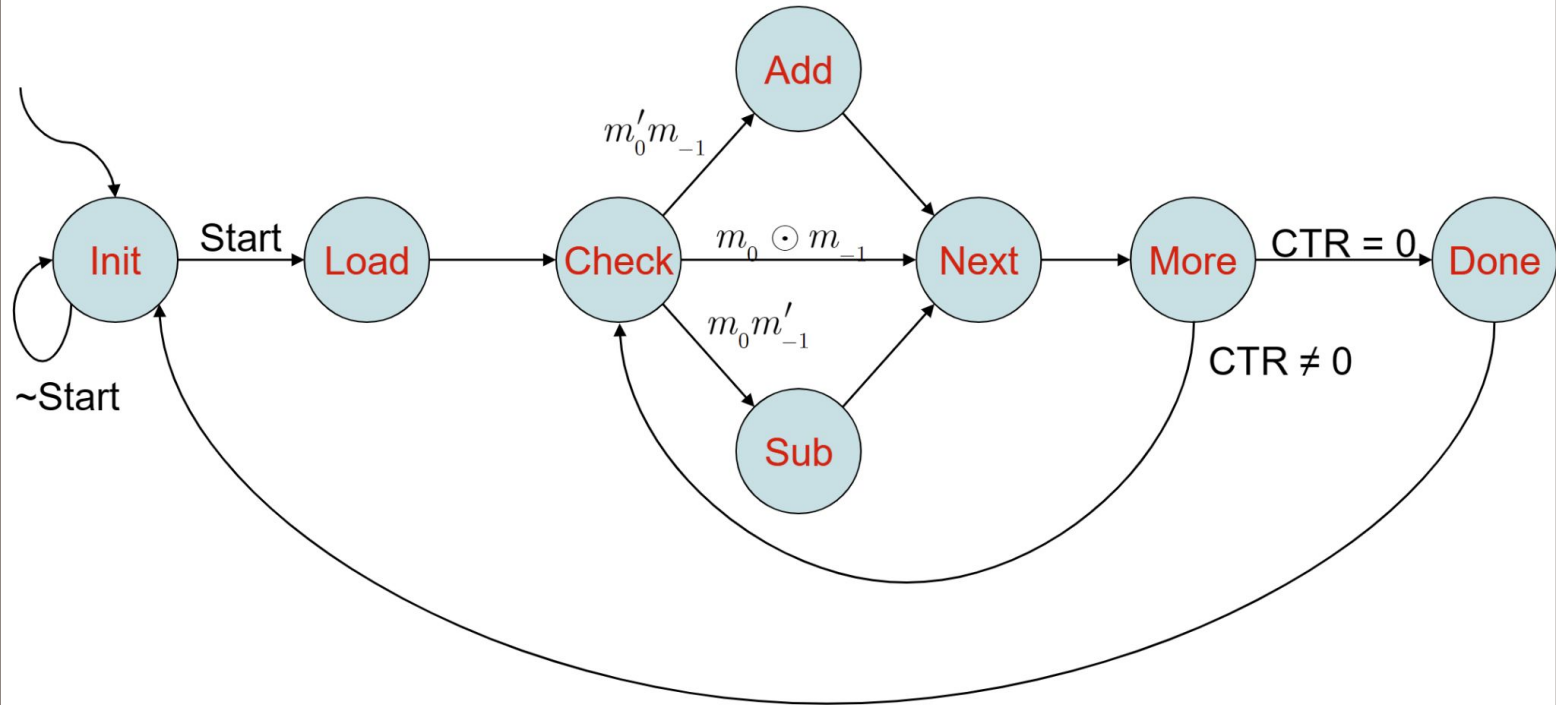 Add
m₀′m₋₁
Start
m₀ ⊙ m₋₁
CTR = 0
Init
Load
Check
Next
More
Done
m₀m₋₁′
CTR ≠ 0
~Start
Sub